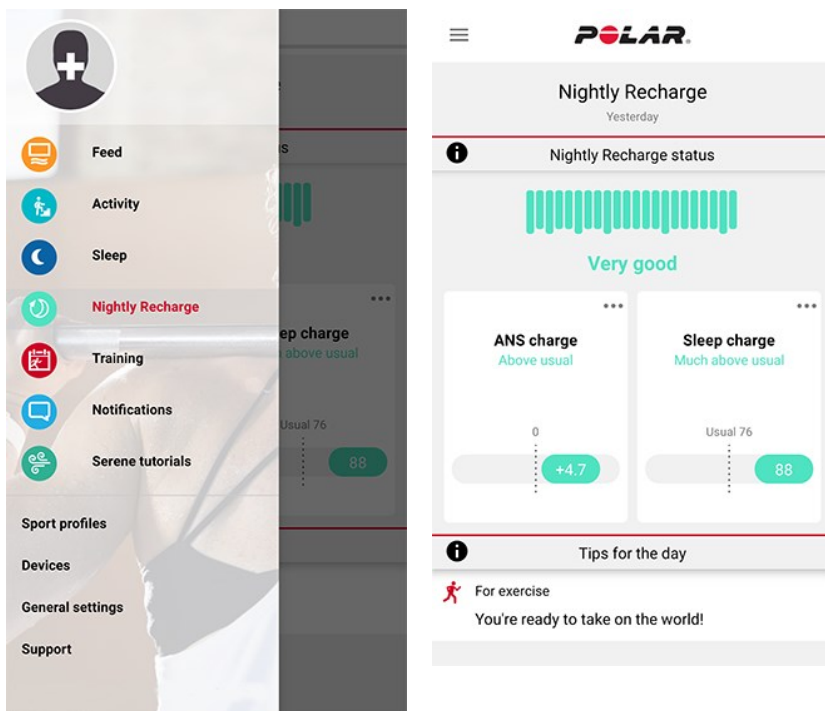 Feed
Activity
Sleep
Nightly Recharge
Training
Notifications
Serene tutorials
Sport profiles
Devices
General settings
Support
s
ep charge
above usual
Usual 76
88
POLAR®
Nightly Recharge
Yesterday
Nightly Recharge status
Very good
ANS charge
Above usual
0
+4.7
Sleep charge
Much above usual
Usual 76
88
Tips for the day
For exercise
You're ready to take on the world!